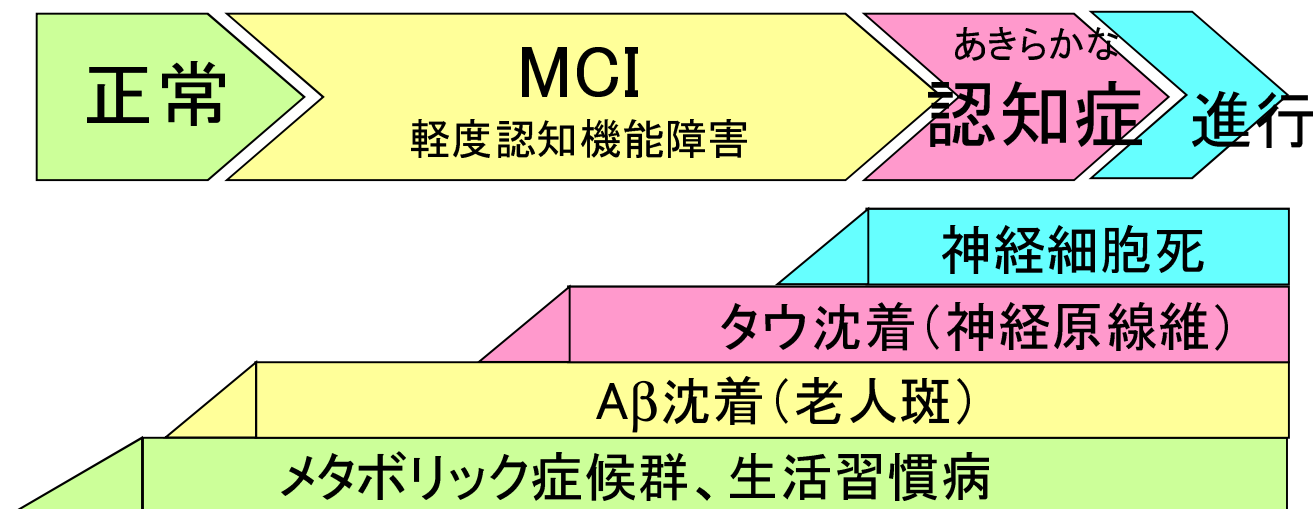 正常
MCI
軽度認知機能障害
あきらかな
認知症
進行
神経細胞死
タウ沈着（神経原線維）
Aβ沈着（老人斑）
メタボリック症候群、生活習慣病